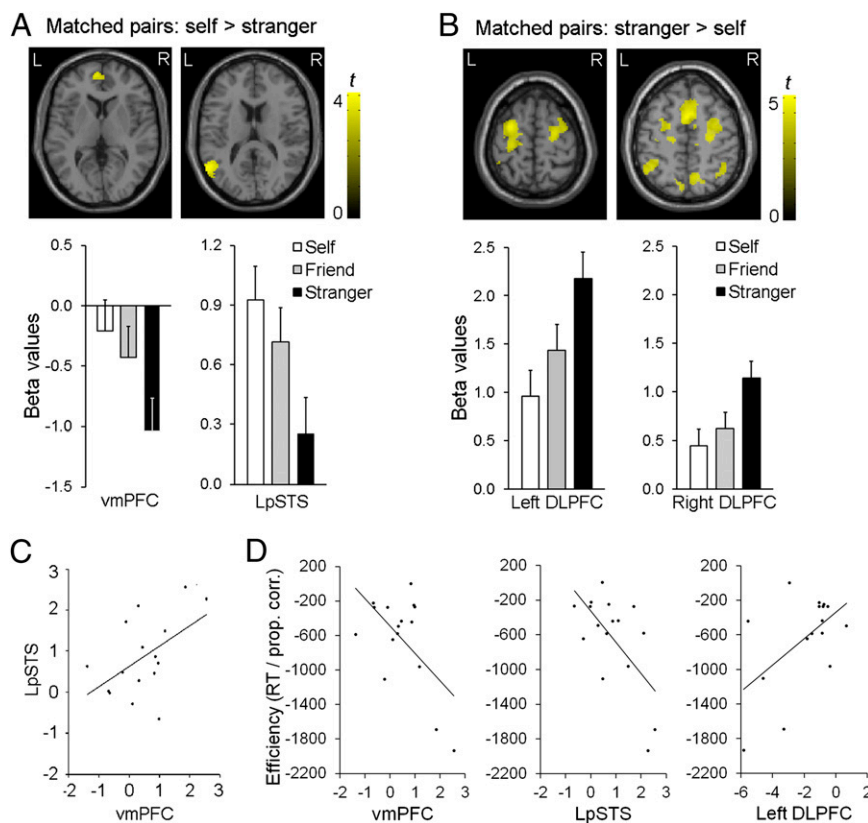 A Matched pairs: self > stranger
L R L R t
4
0
B Matched pairs: stranger > self
L R L R t
5
0
0.5
0.0
-0.5
-1.0
-1.5
Beta values
vmPFC
1.2
0.9
0.6
0.3
0.0
LpSTS
Self
Friend
Stranger
2.5
2.0
1.5
1.0
0.5
0.0
Beta values
Left DLPFC
2.5
2.0
1.5
1.0
0.5
0.0
Right DLPFC
Self
Friend
Stranger
C
3
2
1
0
-1
-2
LpSTS
-2 -1 0 1 2 3
vmPFC
D
Efficiency (RT / prop. corr.)
200
-200
-600
-1000
-1400
-1800
-2200
-2 -1 0 1 2 3
vmPFC
200
-200
-600
-1000
-1400
-1800
-2200
-2 -1 0 1 2 3
LpSTS
200
-200
-600
-1000
-1400
-1800
-2200
-6 -4 -2 0 2
Left DLPFC